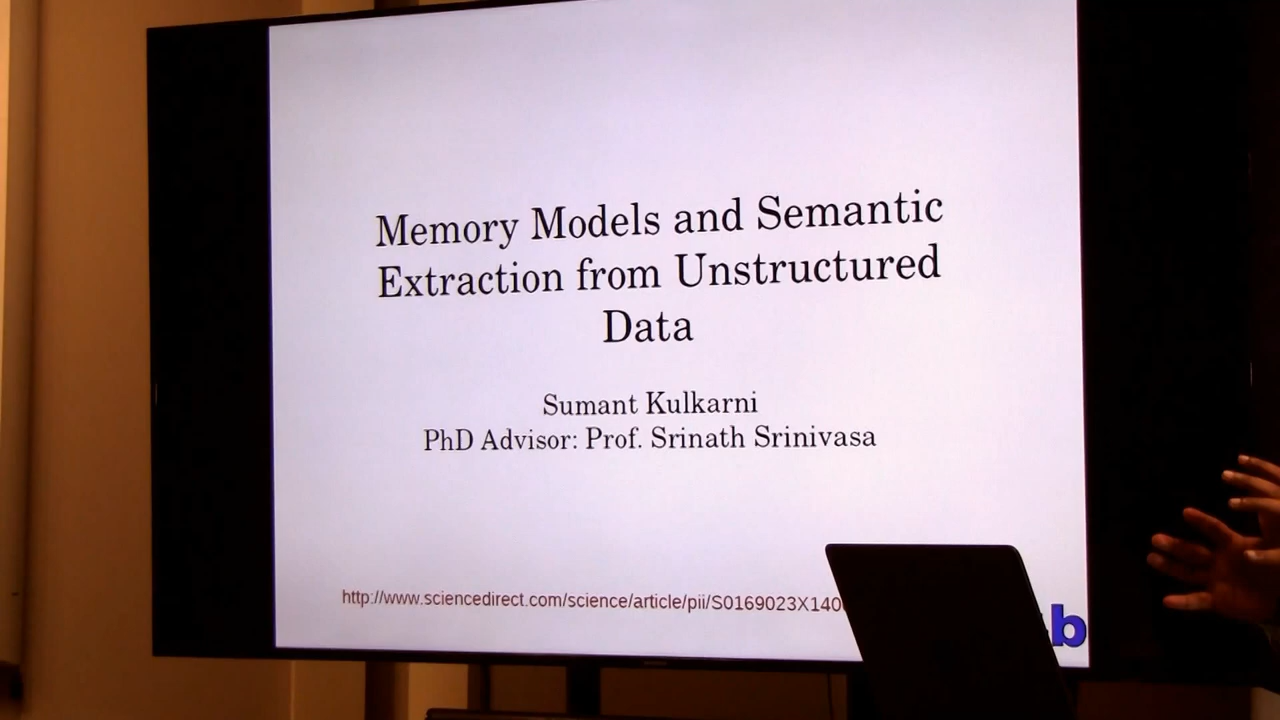 Memory Models and Semantic
Extraction from Unstructured
Data
Sumant Kulkarni
PhD Advisor: Prof. Srinath Srinivasa
http://www.sciencedirect.com/science/article/pii/S0169023X140
b